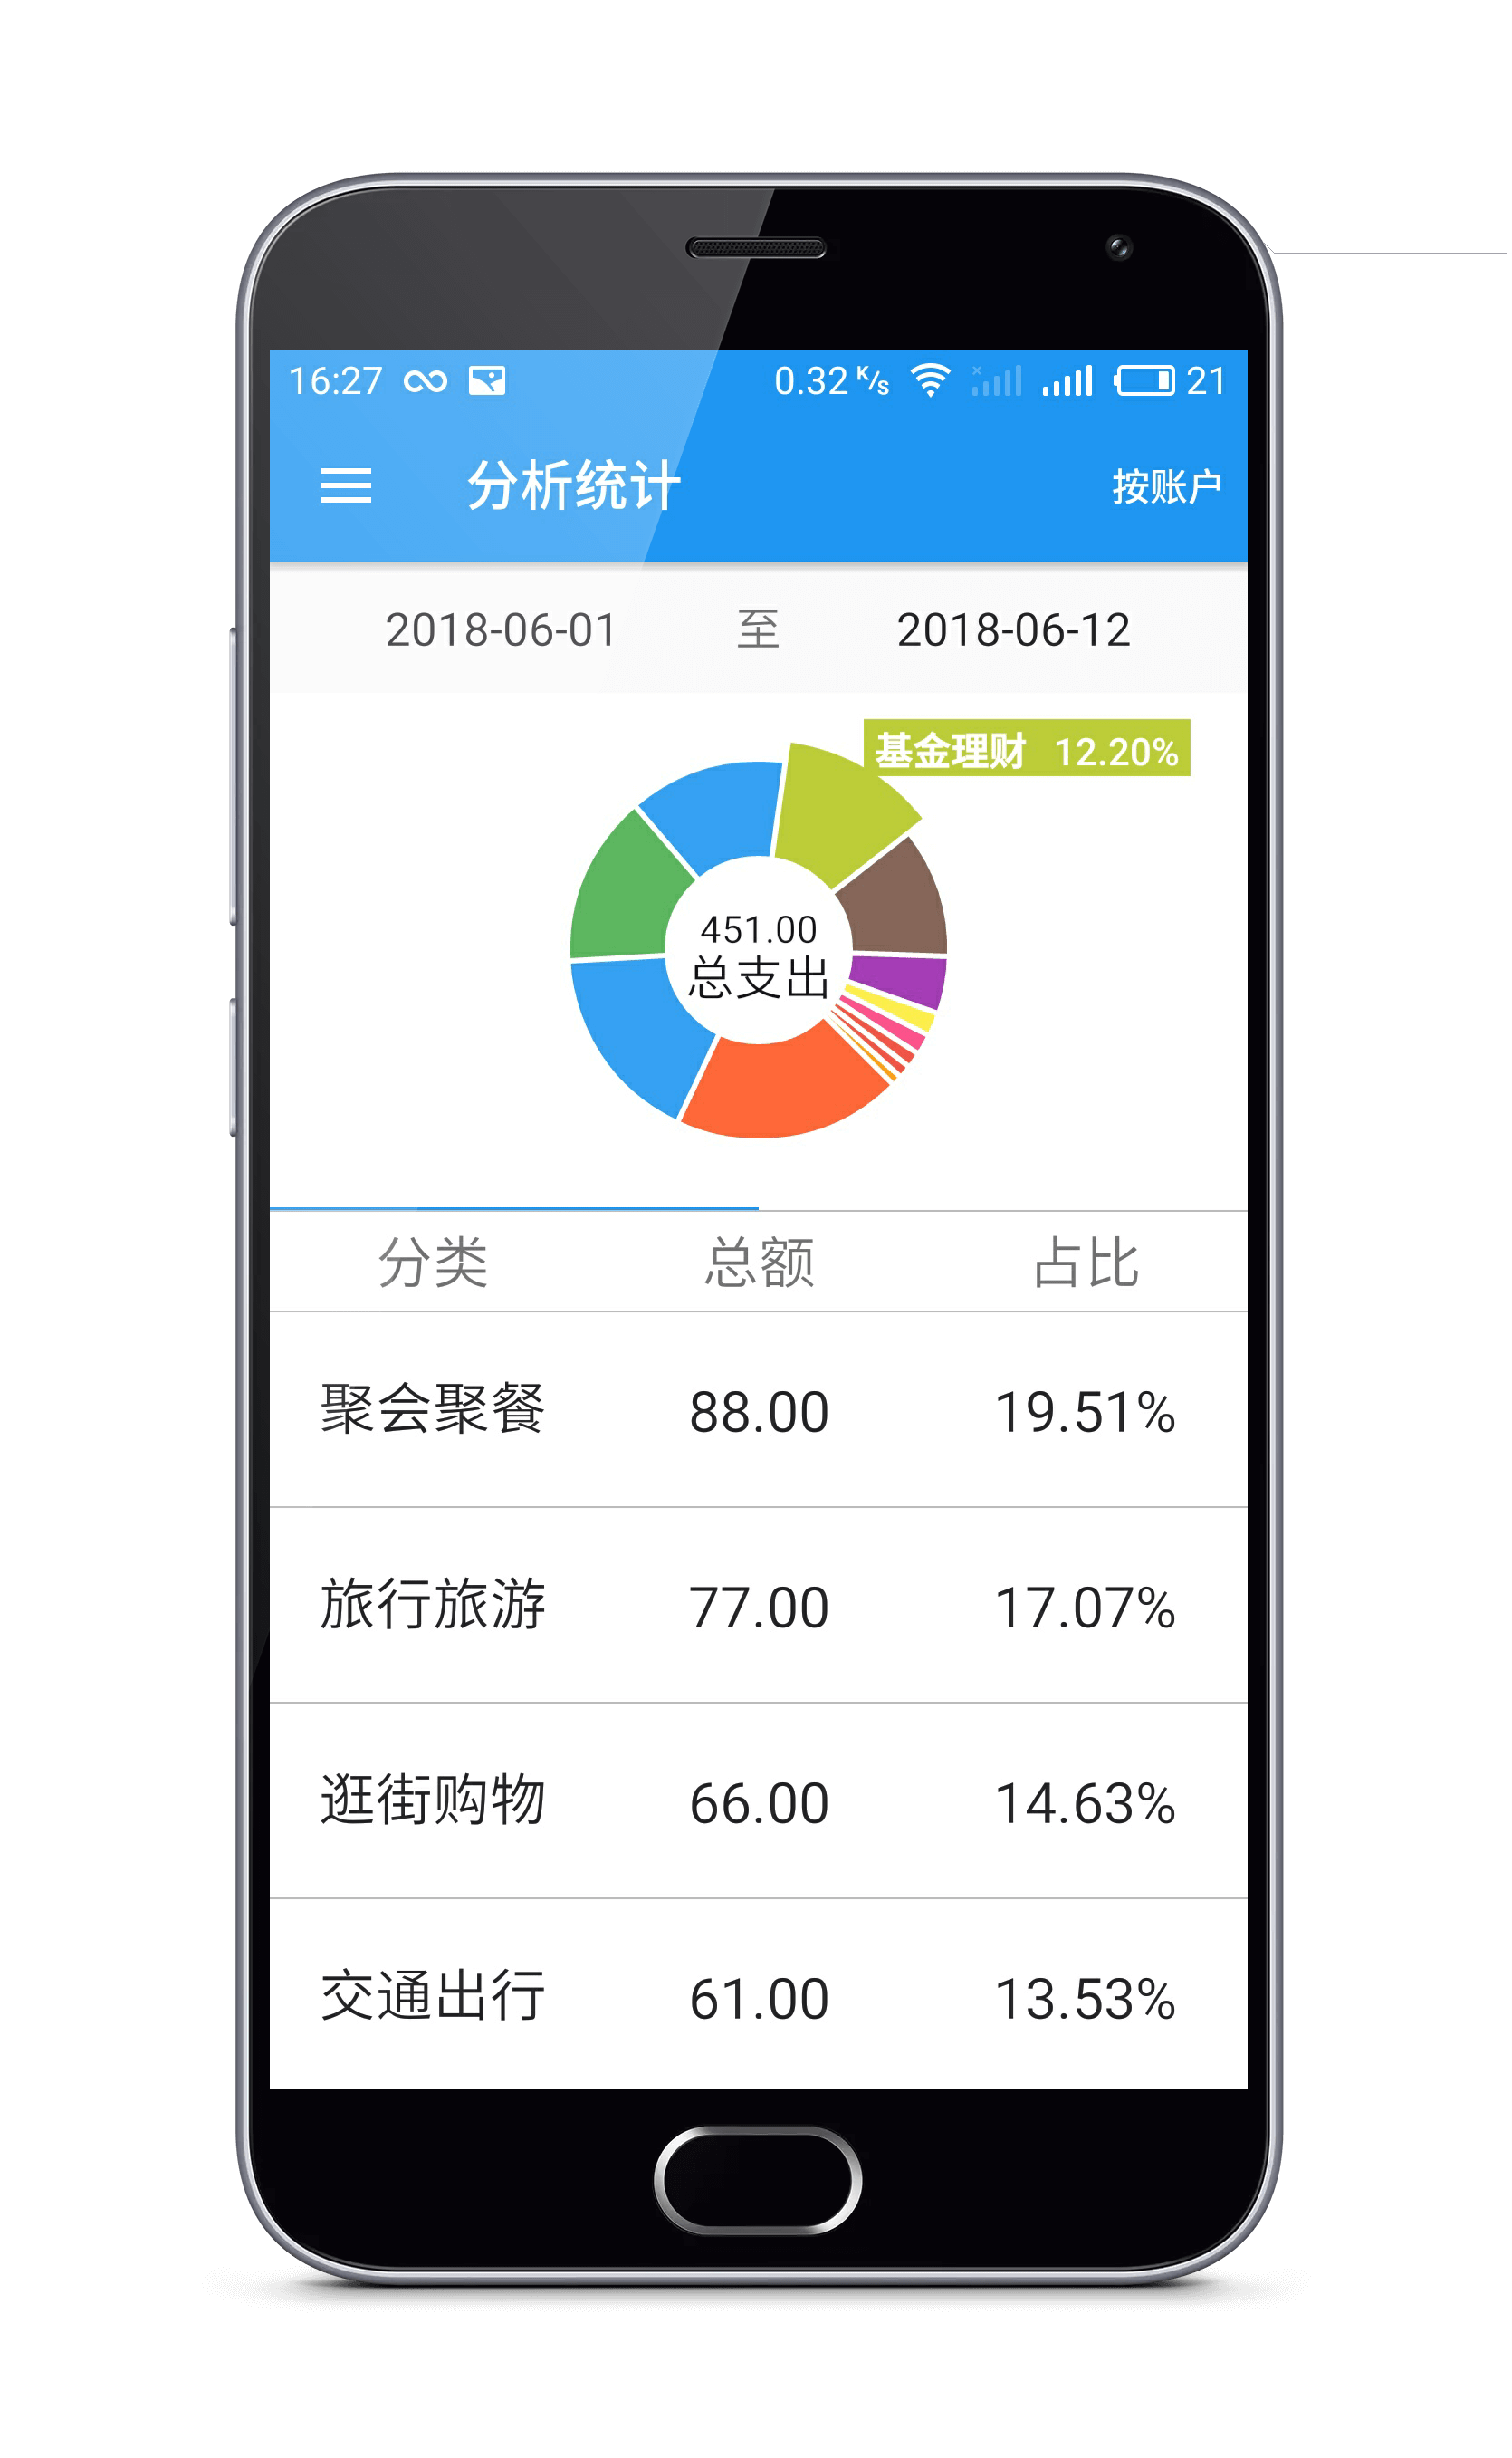 16:27 0.32 K/s 21
分析统计 按账户
2018-06-01 至 2018-06-12
基金理财 12.20%
451.00
总支出
分类 总额 占比
聚会聚餐 88.00 19.51%
旅行旅游 77.00 17.07%
逛街购物 66.00 14.63%
交通出行 61.00 13.53%